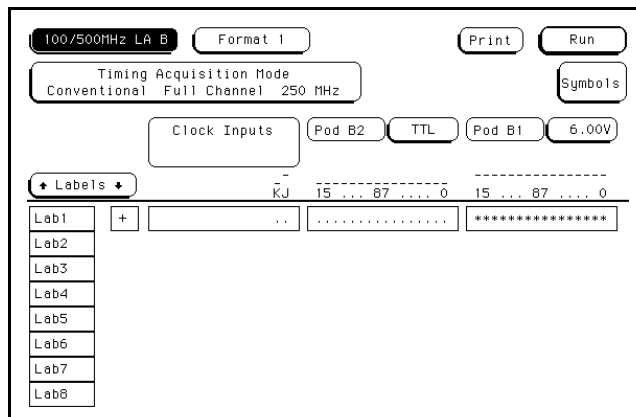 100/500MHz LA B Format 1 Print Run
Timing Acquisition Mode
Conventional Full Channel 250 MHz
Symbols
Clock Inputs Pod B2 TTL Pod B1 6.00V
↑ Labels ↓ KJ 15 ... 87 .... 0 15 ... 87 .... 0
Lab1 + .. ................ ****************
Lab2
Lab3
Lab4
Lab5
Lab6
Lab7
Lab8